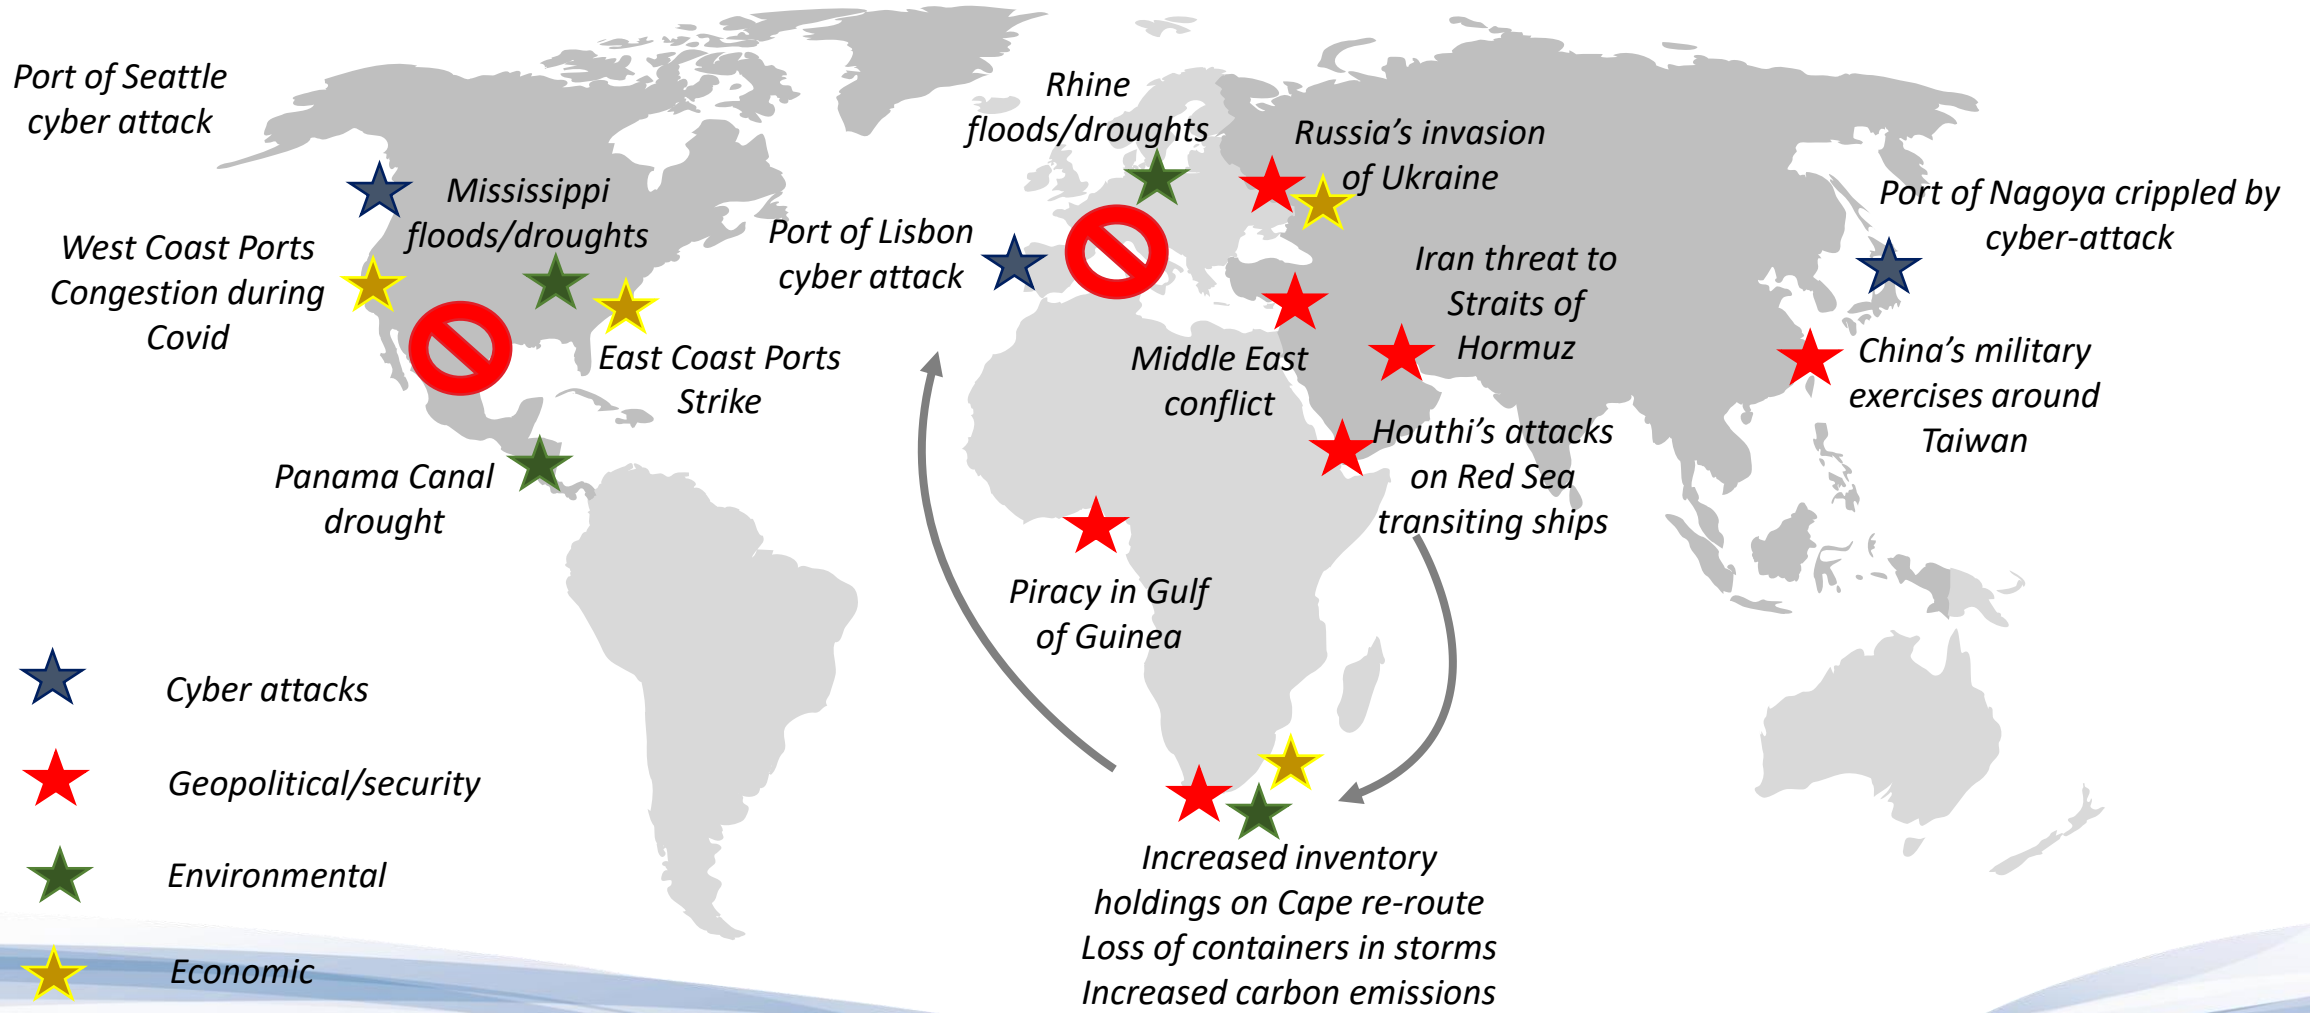 Port of Seattle
cyber attack
Mississippi
floods/droughts
West Coast Ports
Congestion during
Covid
East Coast Ports
Strike
Panama Canal
drought
Rhine
floods/droughts
Russia’s invasion
of Ukraine
Port of Lisbon
cyber attack
Iran threat to
Straits of
Hormuz
Middle East
conflict
Houthi’s attacks
on Red Sea
transiting ships
Port of Nagoya crippled by
cyber-attack
China’s military
exercises around
Taiwan
Piracy in Gulf
of Guinea
Increased inventory
holdings on Cape re-route
Loss of containers in storms
Increased carbon emissions
Cyber attacks
Geopolitical/security
Environmental
Economic